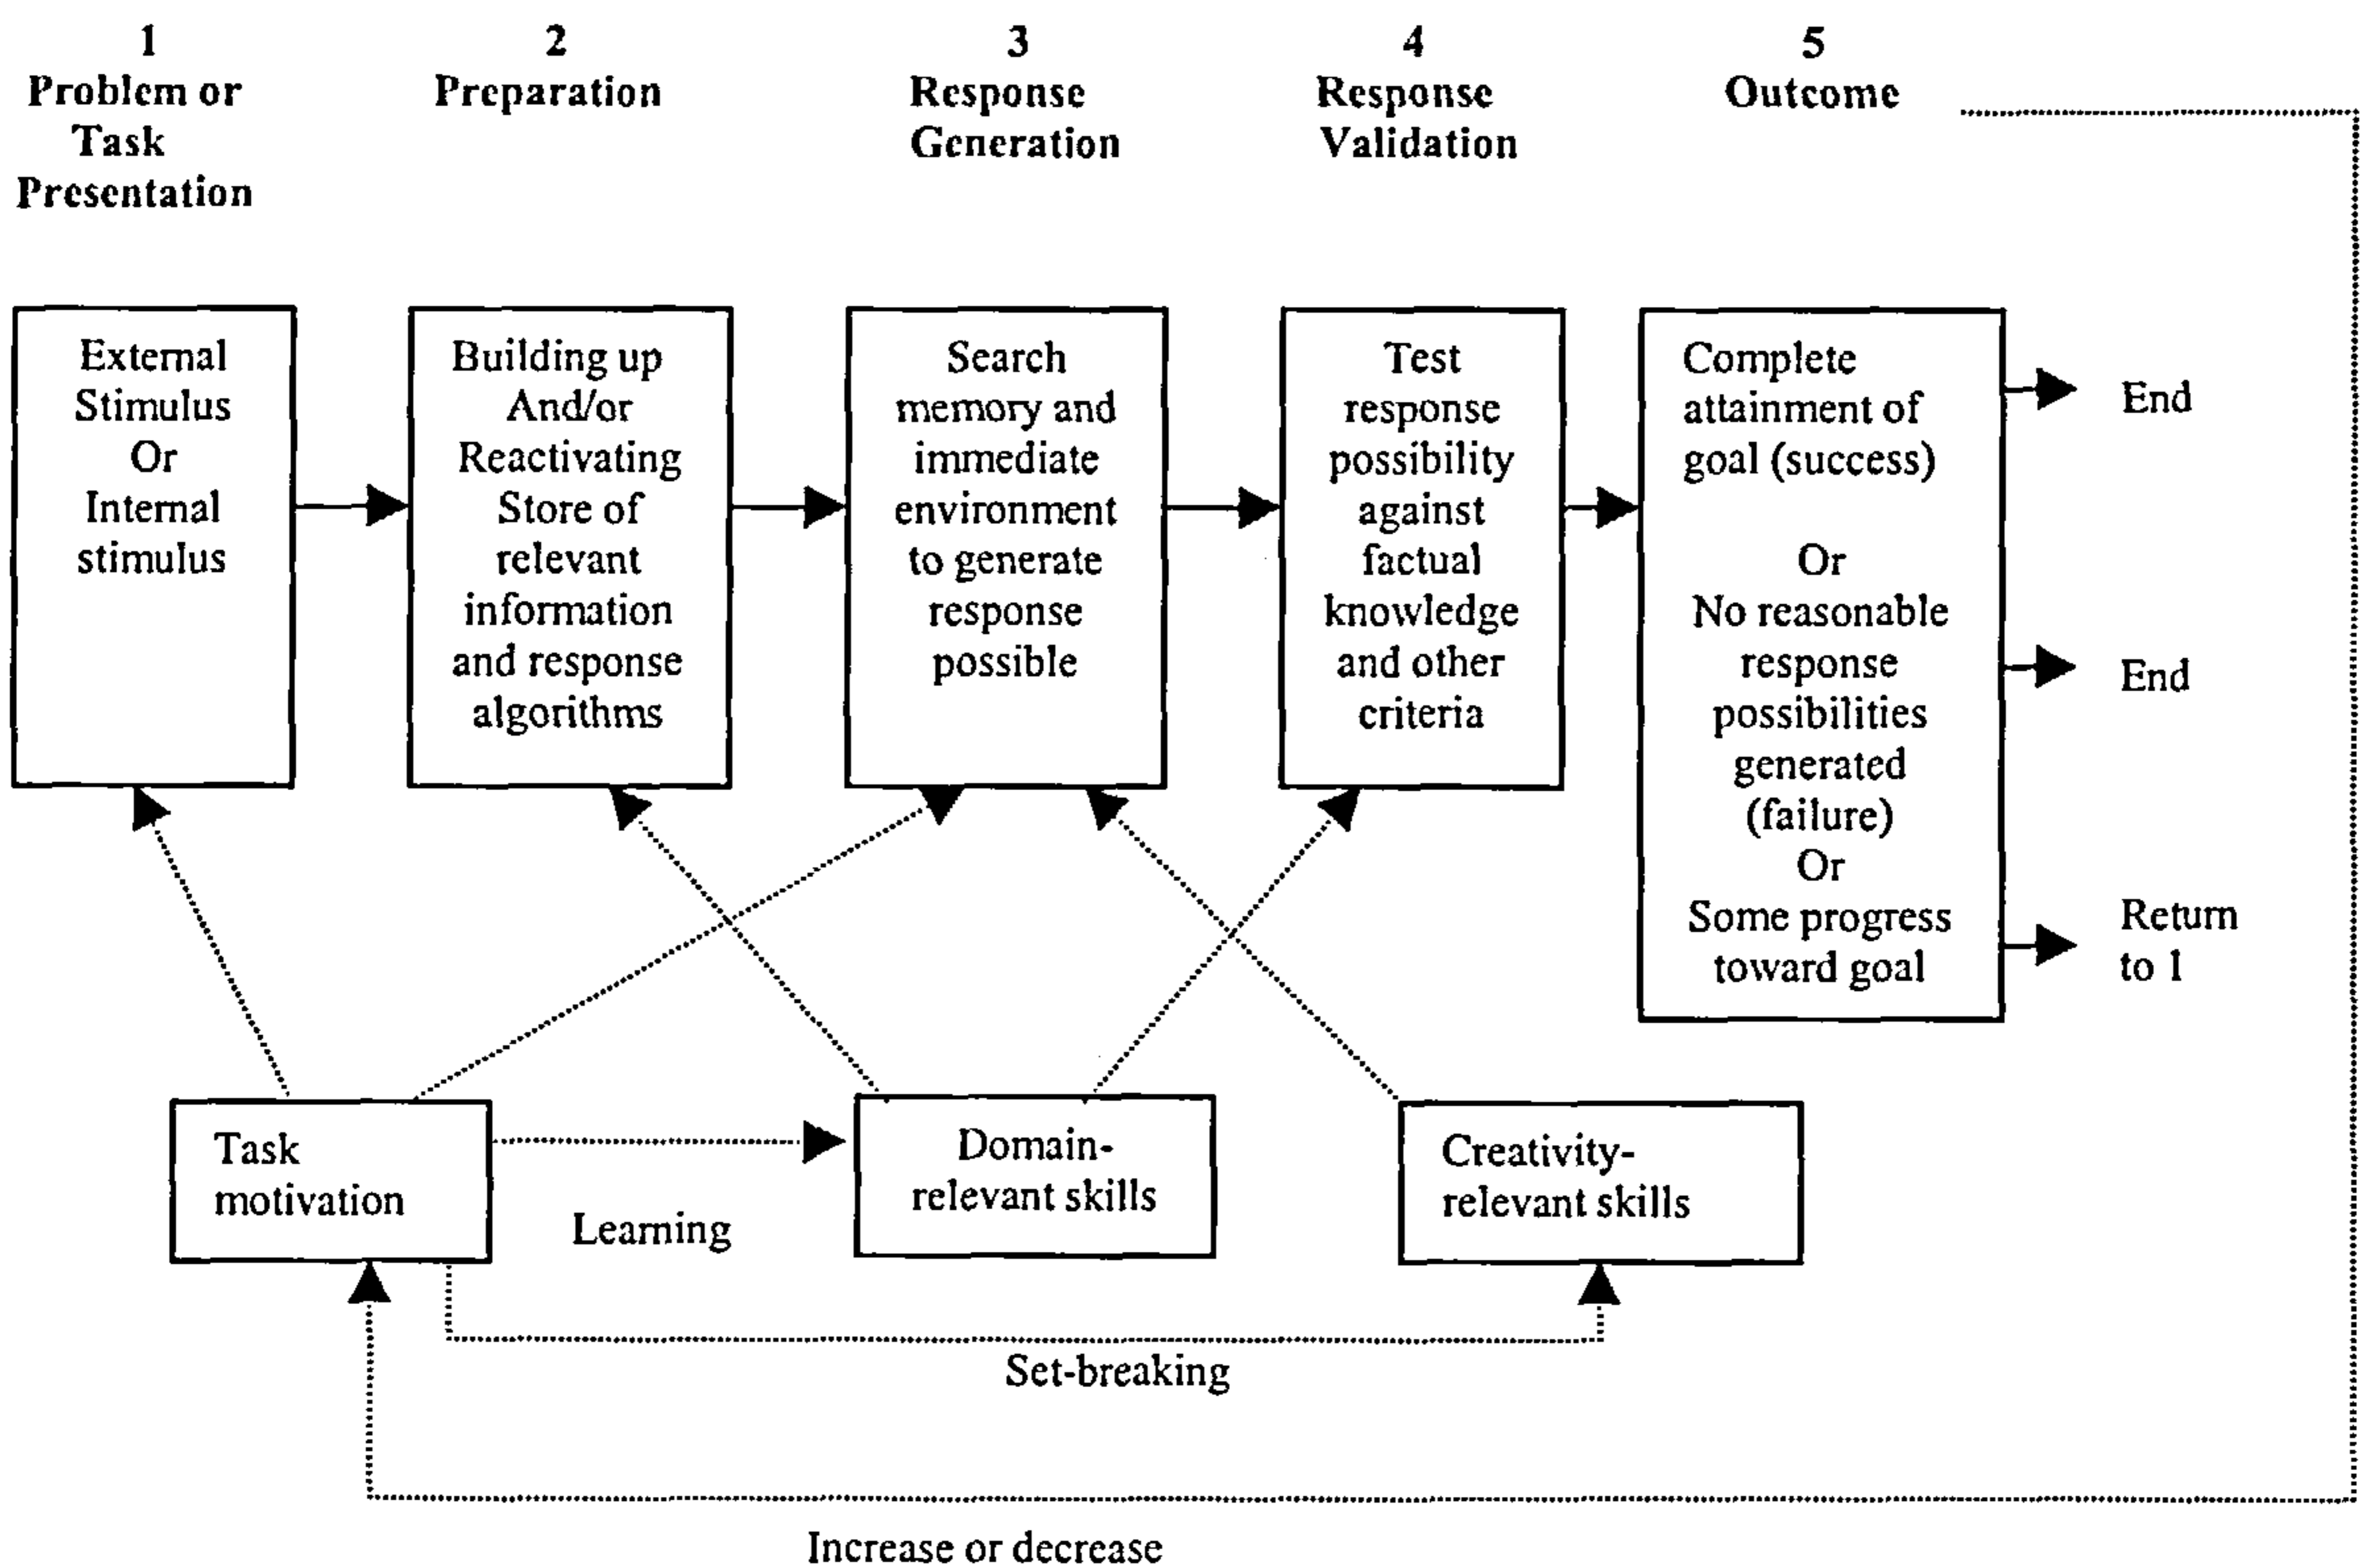 1
Problem or
Task
Presentation
2
Preparation
3
Response
Generation
4
Response
Validation
5
Outcome
External
Stimulus
Or
Internal
stimulus
Building up
And/or
Reactivating
Store of
relevant
information
and response
algorithms
Search
memory and
immediate
environment
to generate
response
possible
Test
response
possibility
against
factual
knowledge
and other
criteria
Complete
attainment of
goal (success)
Or
No reasonable
response
possibilities
generated
(failure)
Or
Some progress
toward goal
End
End
Return
to 1
Task
motivation
Learning
Domain-
relevant skills
Creativity-
relevant skills
Set-breaking
Increase or decrease